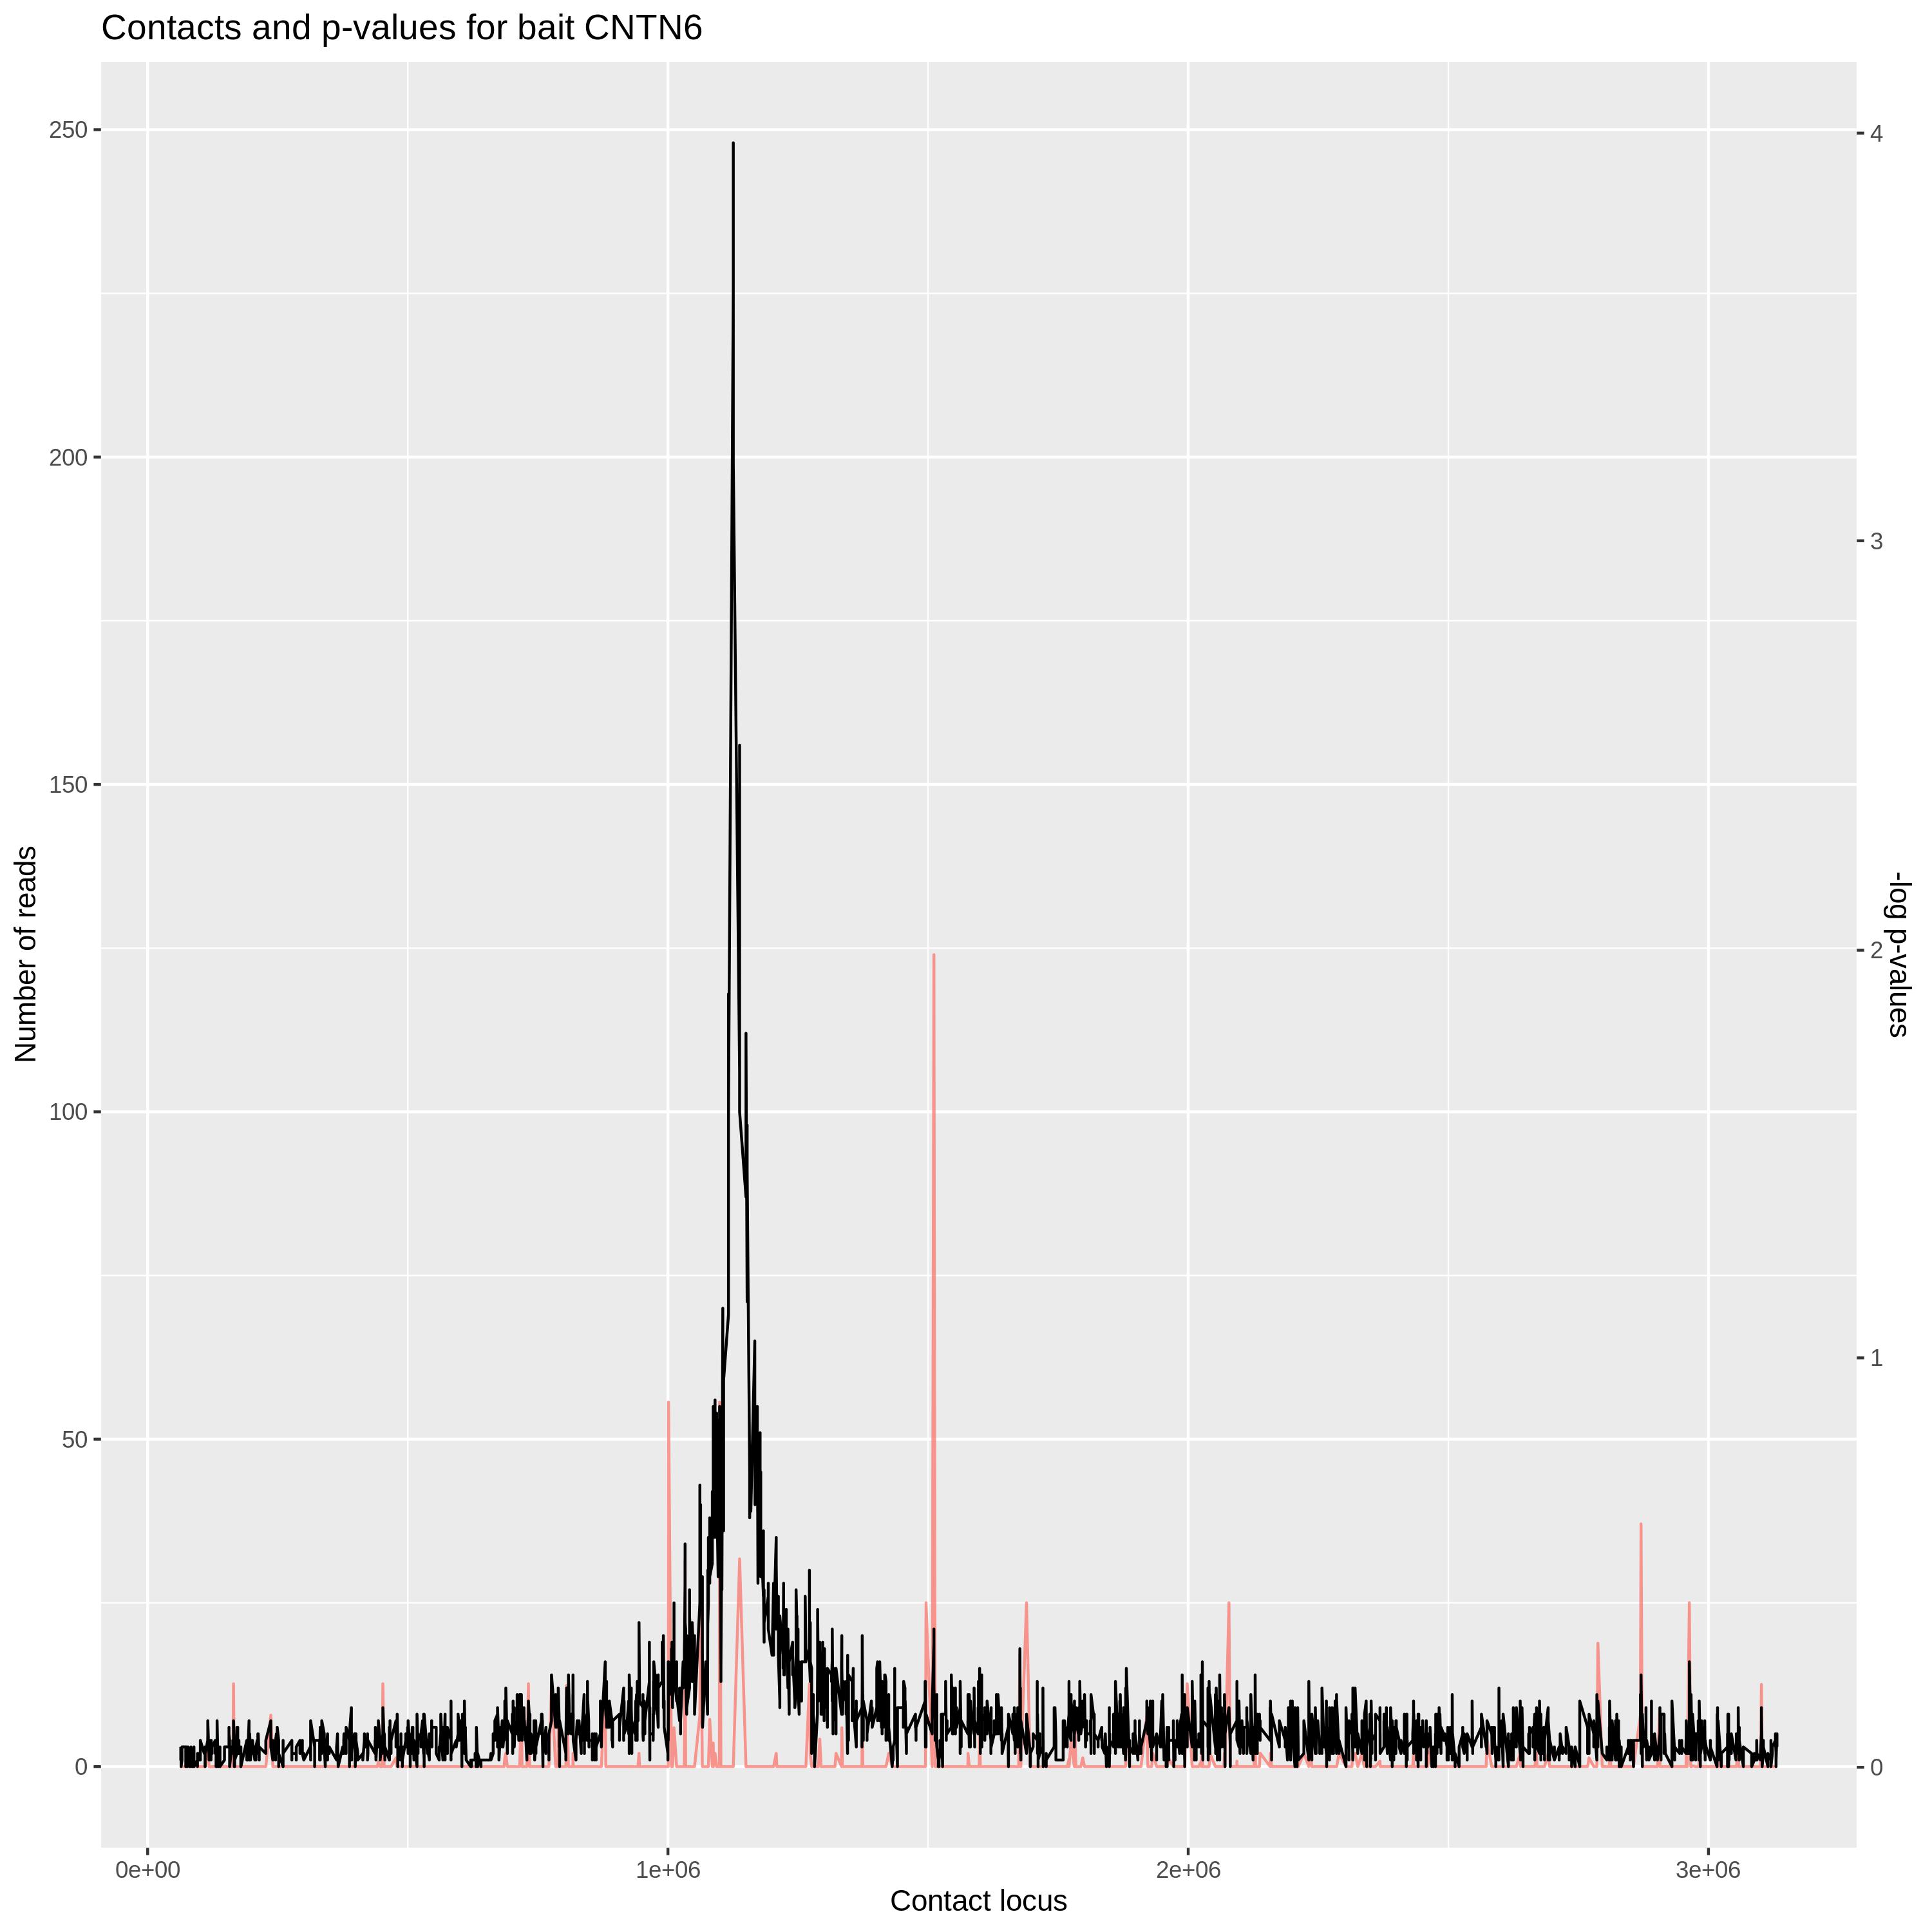 Contacts and p-values for bait CNTN6
250
200
150
100
50
0
Number of reads
4
3
2
1
0
-log p-values
0e+00 1e+06 2e+06 3e+06
Contact locus